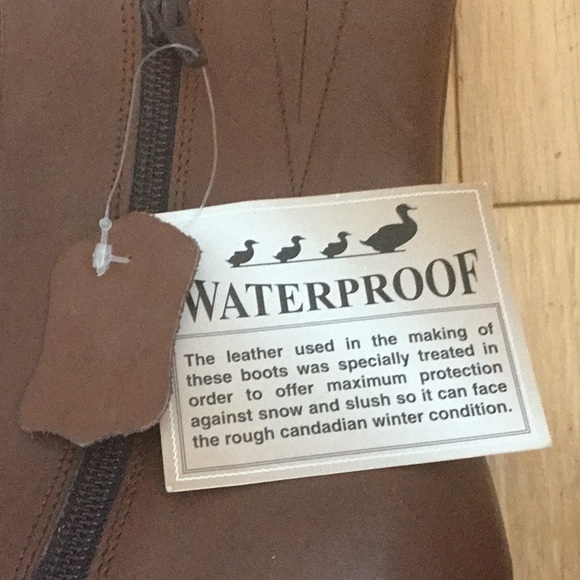 WATERPROOF
The leather used in the making of
these boots was specially treated in
order to offer maximum protection
against snow and slush so it can face
the rough candadian winter condition.